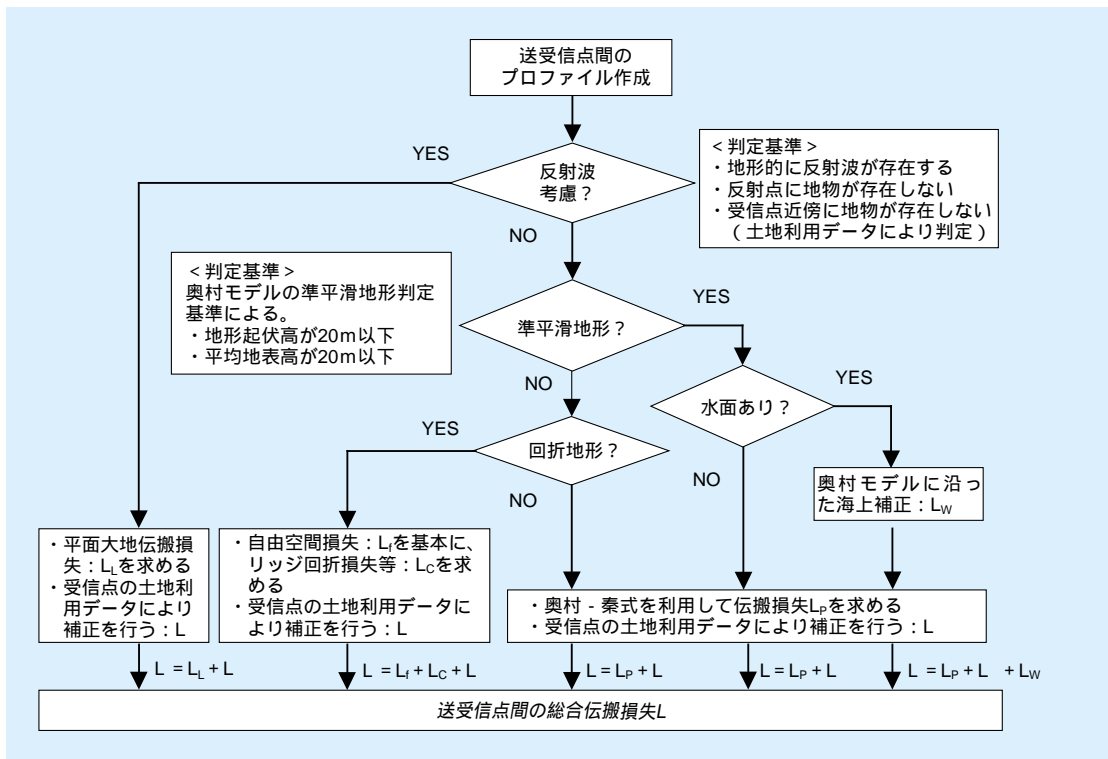 送受信点間の
プロファイル作成
YES
反射波
考慮？
<判定基準>
・地形的に反射波が存在する
・反射点に地物が存在しない
・受信点近傍に地物が存在しない
（土地利用データにより判定）
NO
<判定基準>
奥村モデルの準平滑地形判定
基準による。
・地形起伏高が20m以下
・平均地表高が20m以下
準平滑地形？
YES
NO
水面あり？
YES
YES
回折地形？
NO
NO
奥村モデルに沿っ
た海上補正：LW
・平面大地伝搬損
失：LLを求める
・受信点の土地利
用データにより
補正を行う：L
・自由空間損失：Lfを基本に、
リッジ回折損失等：LCを求
める
・受信点の土地利用データに
より補正を行う：L
・奥村‐秦式を利用して伝搬損失LPを求める
・受信点の土地利用データにより補正を行う：L
L =LL+L
L =Lf+LC+L
L=LP+L
L=LP+L
L =LP+L +LW
送受信点間の総合伝搬損失L